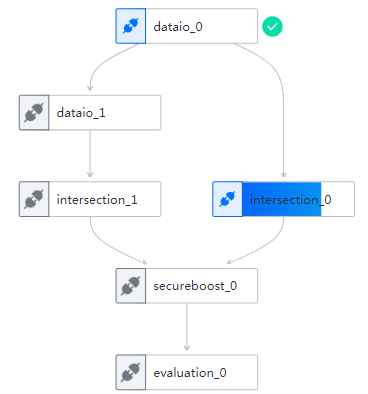 dataio_0
dataio_1
intersection_1
intersection_0
secureboost_0
evaluation_0